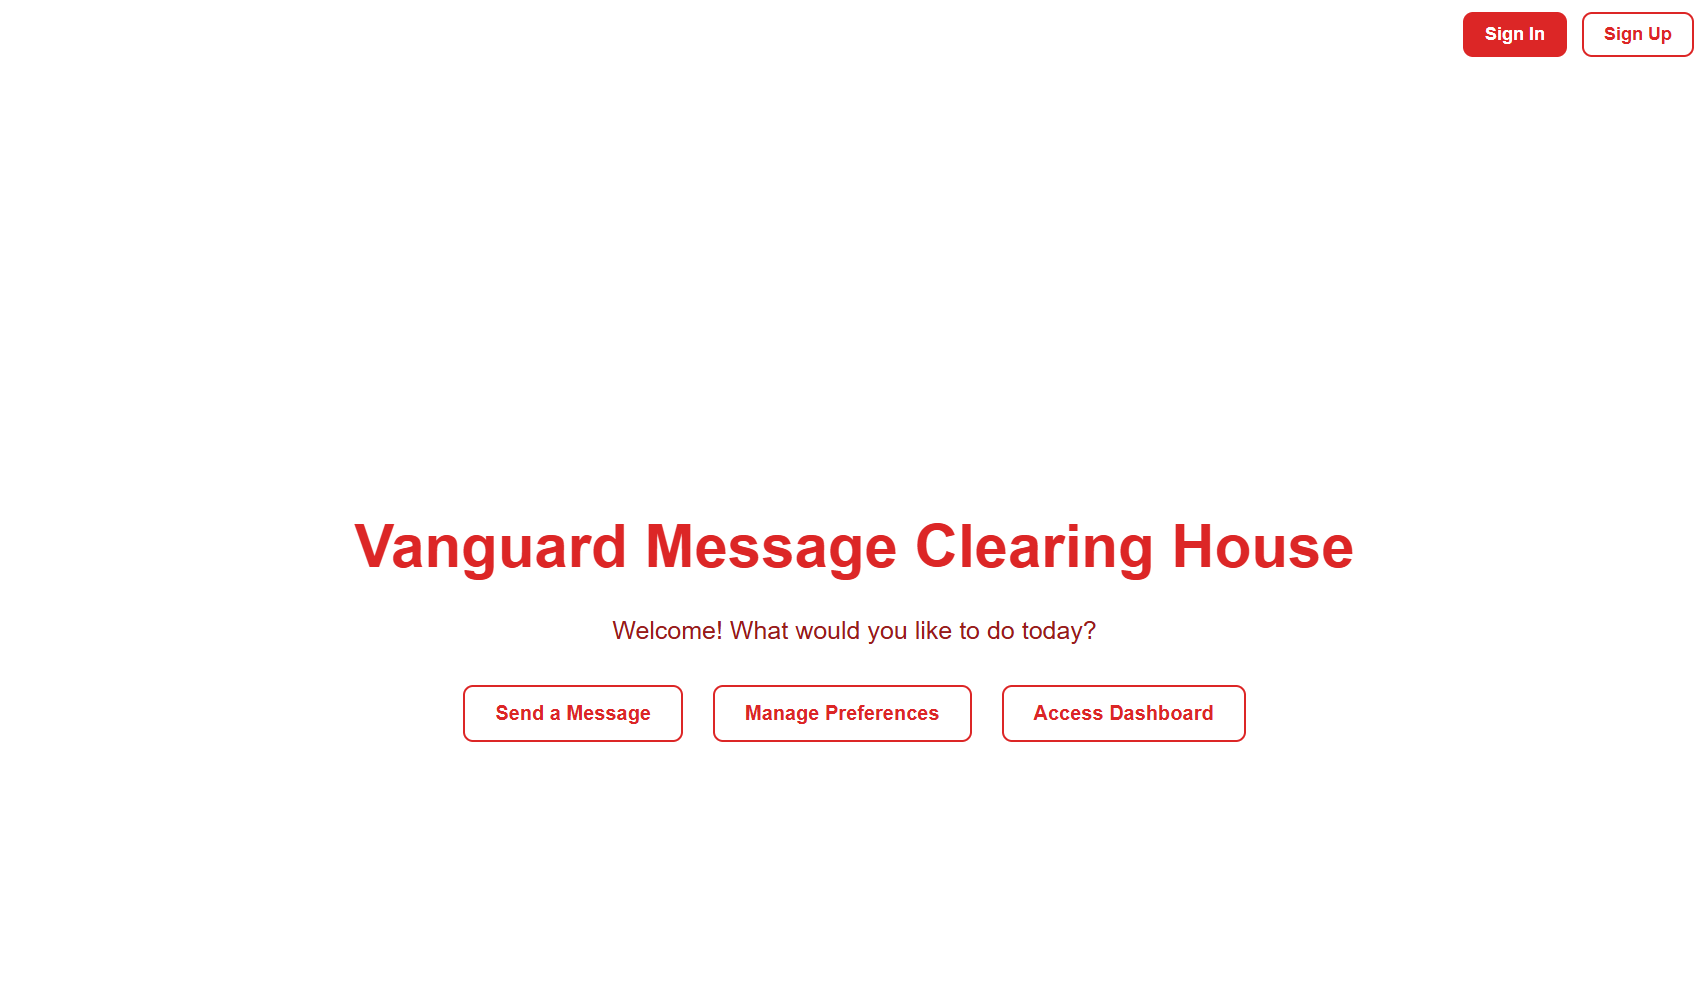 Sign In Sign Up
Vanguard Message Clearing House
Welcome! What would you like to do today?
Send a Message Manage Preferences Access Dashboard